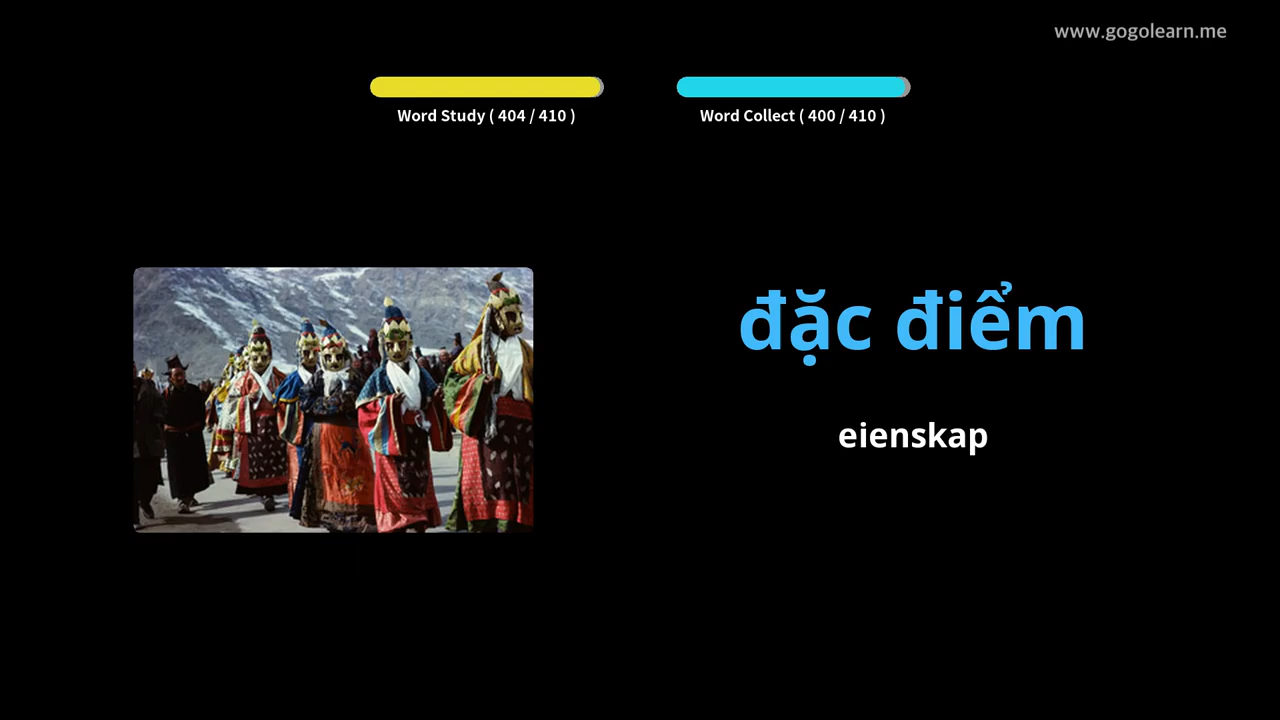 www.gogolearn.me
Word Study ( 404 / 410 )
Word Collect ( 400 / 410 )
đặc điểm
eienskap